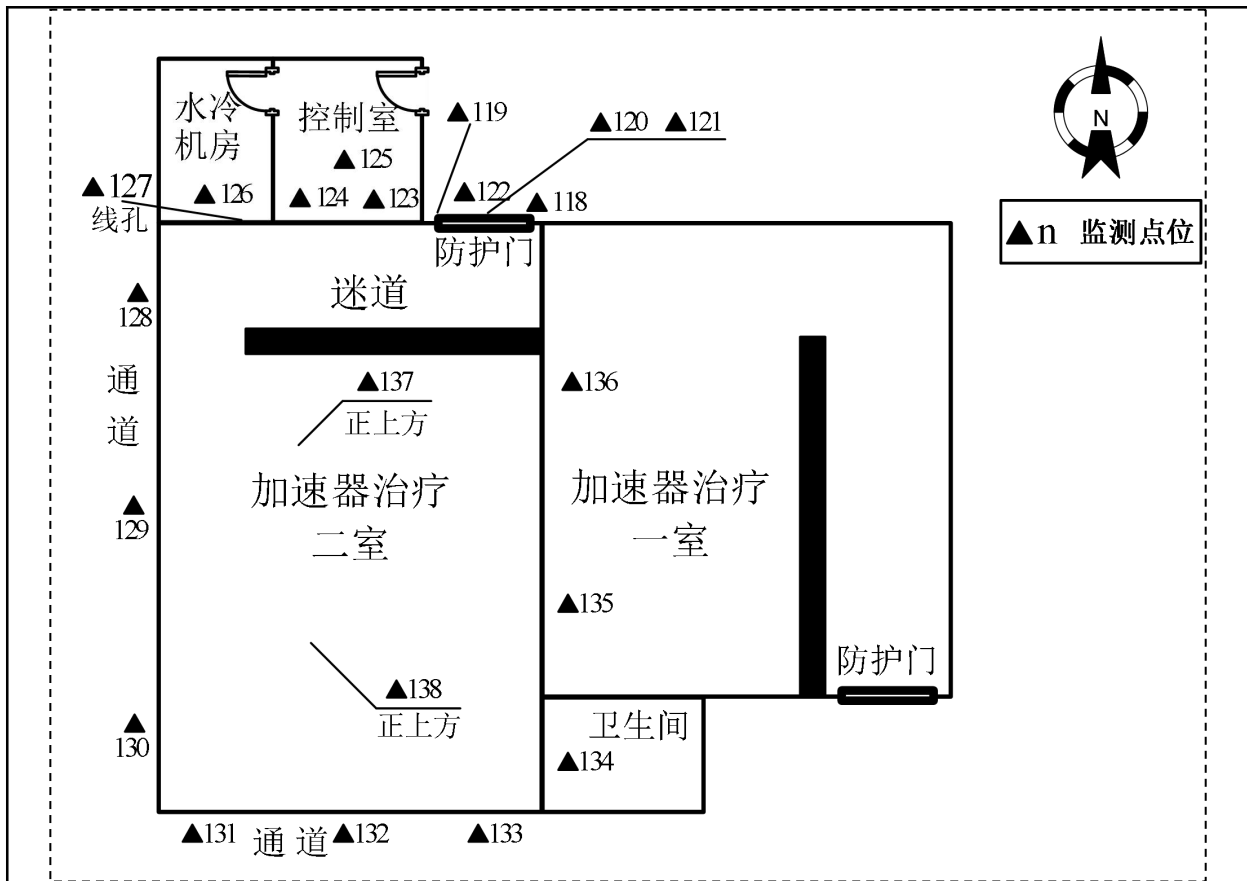 水冷
机房
控制室
▲119
▲120 ▲121
N
▲125
▲127
线孔
▲126
▲124
▲123
▲122
▲118
▲n 监测点位
防护门
迷道
▲
128
通
道
▲137
正上方
▲136
加速器治疗
二室
加速器治疗
一室
▲
129
▲135
防护门
▲138
正上方
▲
130
卫生间
▲134
▲131
通道
▲132
▲133